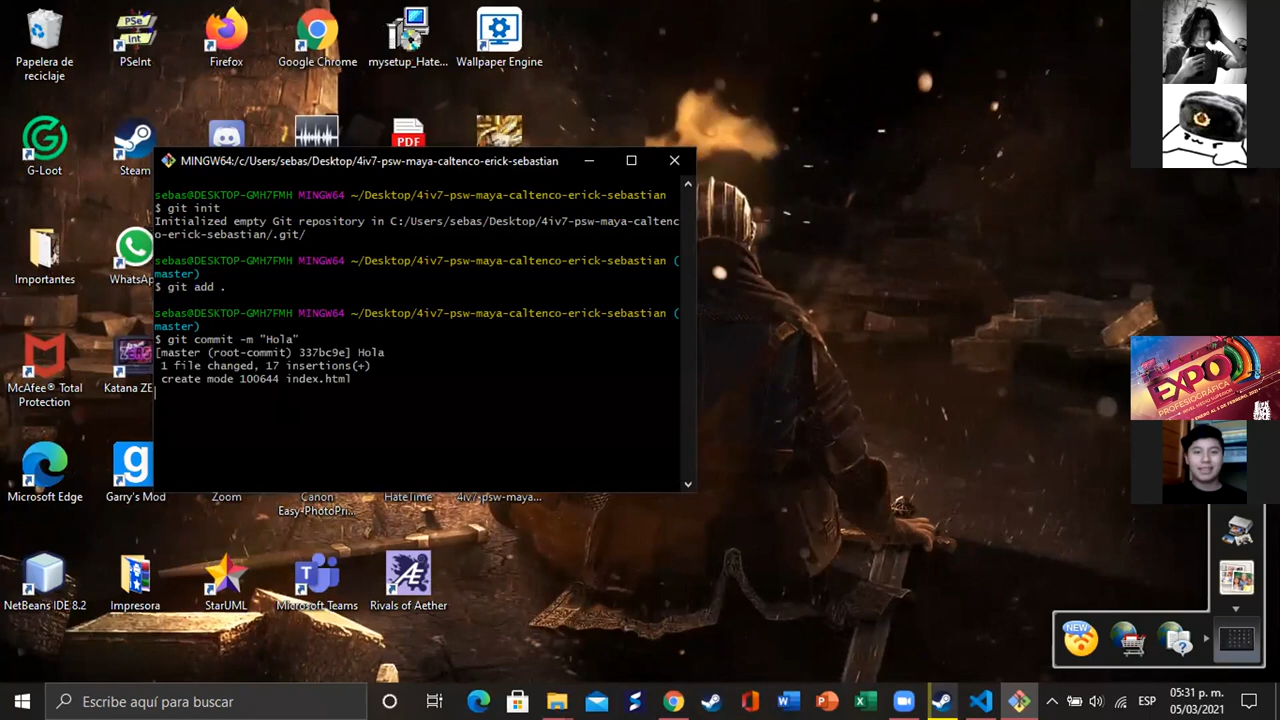 Papelera de
reciclaje
PSeInt
Firefox
Google Chrome
mysetup_Hate...
Wallpaper Engine
G-Loot
Steam
PDF
MINGW64:/c/Users/sebas/Desktop/4iv7-psw-maya-caltenco-erick-sebastian
sebas@DESKTOP-GMH7FMH MINGW64 ~/Desktop/4iv7-psw-maya-caltenco-erick-sebastian
$ git init
Initialized empty Git repository in C:/Users/sebas/Desktop/4iv7-psw-maya-caltenc
o-erick-sebastian/.git/
sebas@DESKTOP-GMH7FMH MINGW64 ~/Desktop/4iv7-psw-maya-caltenco-erick-sebastian (
master)
$ git add .
sebas@DESKTOP-GMH7FMH MINGW64 ~/Desktop/4iv7-psw-maya-caltenco-erick-sebastian (
master)
$ git commit -m "Hola"
[master (root-commit) 337bc9e] Hola
1 file changed, 17 insertions(+)
create mode 100644 index.html
Importantes
WhatsAp
McAfee® Total
Protection
Katana ZE
Microsoft Edge
Garry's Mod
Zoom
Canon
Easy-PhotoPri...
HateTime
4iv7-psw-maya...
NetBeans IDE 8.2
Impresora
StarUML
Microsoft Teams
Rivals of Aether
EXPO
PROFESIOGRÁFICA
NIVEL MEDIO SUPERIOR
NEW
Escribe aquí para buscar
ESP
05:31 p. m.
05/03/2021